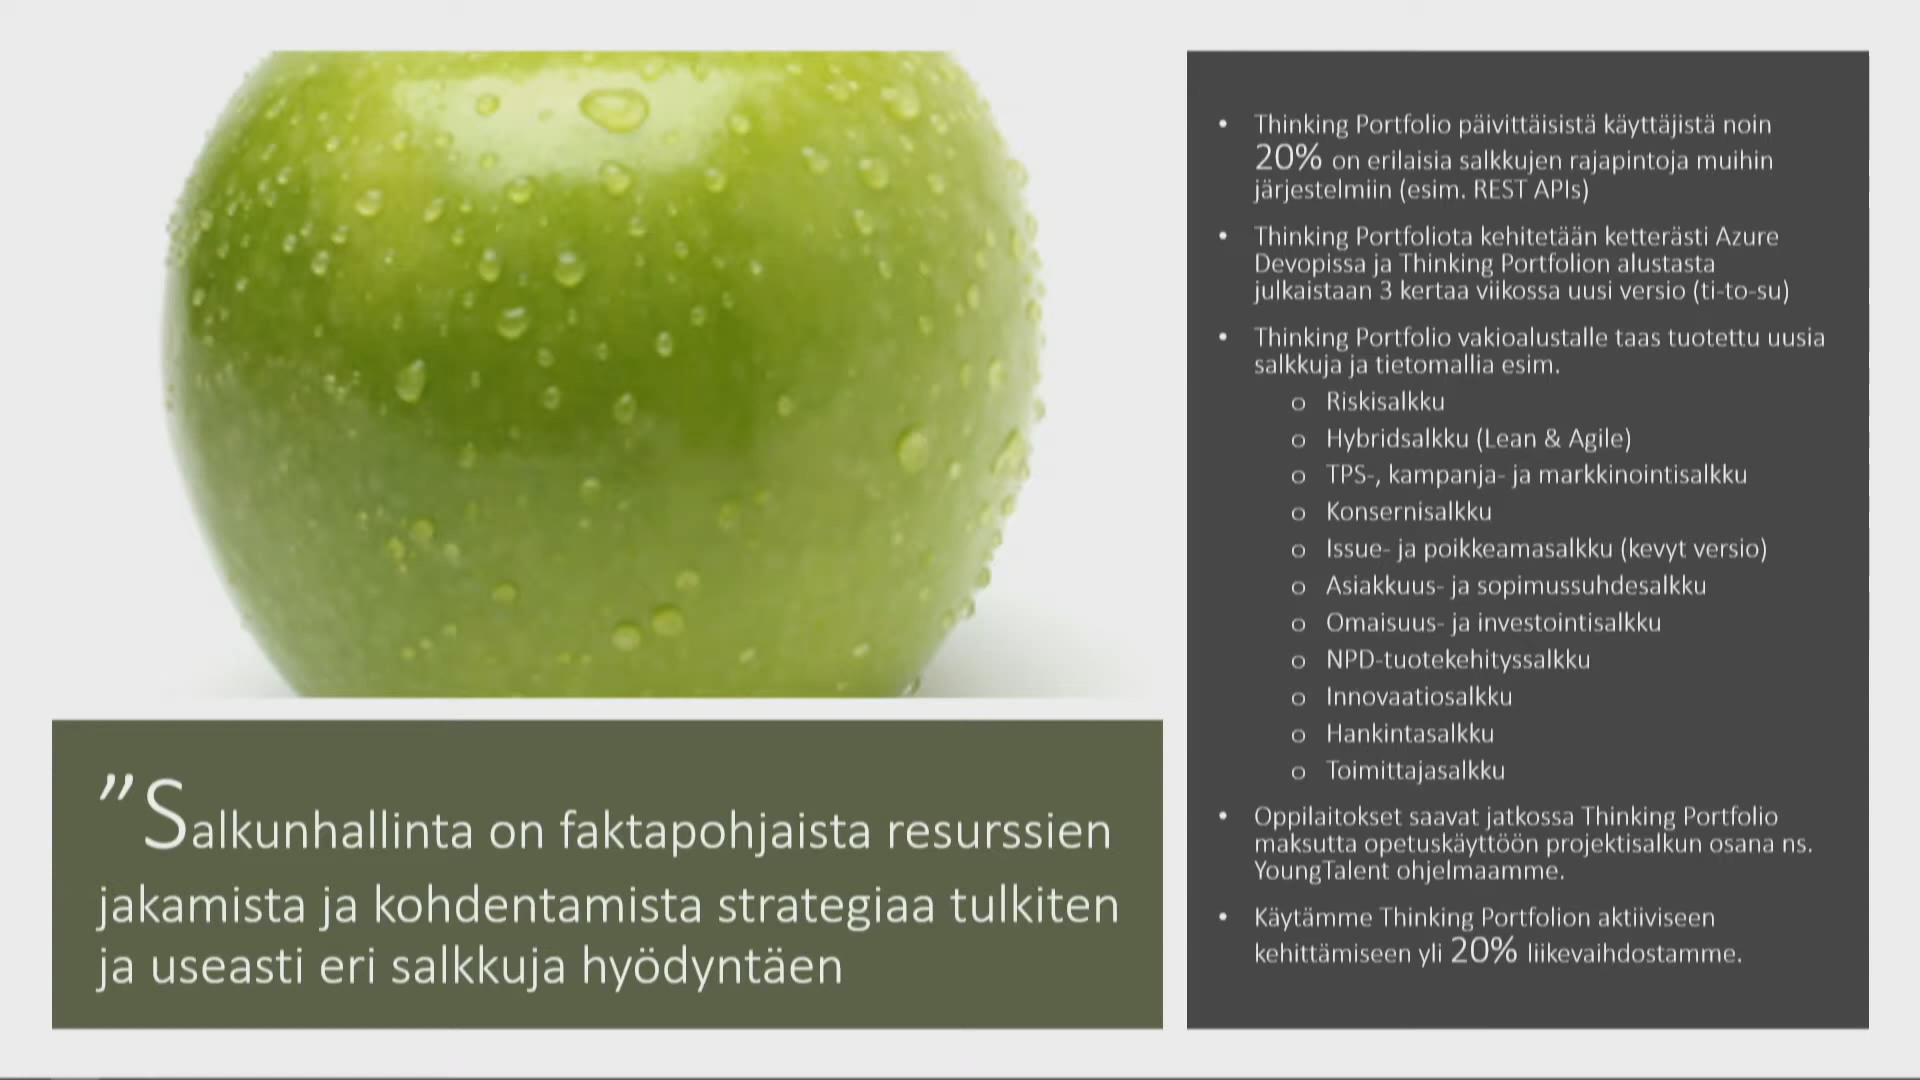 ”Salkunhallinta on faktapohjaista resurssien
jakamista ja kohdentamista strategiaa tulkiten
ja useasti eri salkkuja hyödyntäen
• Thinking Portfolio päivittäisistä käyttäjistä noin
20% on erilaisia salkkujen rajapintoja muihin
järjestelmiin (esim. REST APIs)
• Thinking Portfoliota kehitetään ketterästi Azure
Devopissa ja Thinking Portfolion alustasta
julkaistaan 3 kertaa viikossa uusi versio (ti-to-su)
• Thinking Portfolio vakioalustalle taas tuotettu uusia
salkkuja ja tietomallia esim.
o Riskisalkku
o Hybridsalkku (Lean & Agile)
o TPS-, kampanja- ja markkinointisalkku
o Konsernisalkku
o Issue- ja poikkeamasalkku (kevyt versio)
o Asiakkuus- ja sopimussuhdesalkku
o Omaisuus- ja investointisalkku
o NPD-tuotekehityssalkku
o Innovaatiosalkku
o Hankintasalkku
o Toimittajasalkku
• Oppilaitokset saavat jatkossa Thinking Portfolio
maksutta opetuskäyttöön projektisalkun osana ns.
YoungTalent ohjelmaamme.
• Käytämme Thinking Portfolion aktiiviseen
kehittämiseen yli 20% liikevaihdostamme.